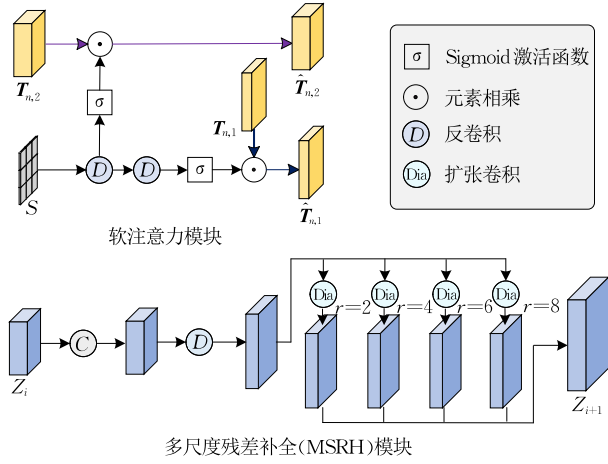 T_{n,2}
σ
S
D
D
σ
T_{n,1}
\hat{T}_{n,2}
\hat{T}_{n,1}
软注意力模块
σ Sigmoid 激活函数
元素相乘
D 反卷积
Dia 扩张卷积
Z_i
C
D
Dia r=2
Dia r=4
Dia r=6
Dia r=8
Z_{i+1}
多尺度残差补全(MSRH)模块